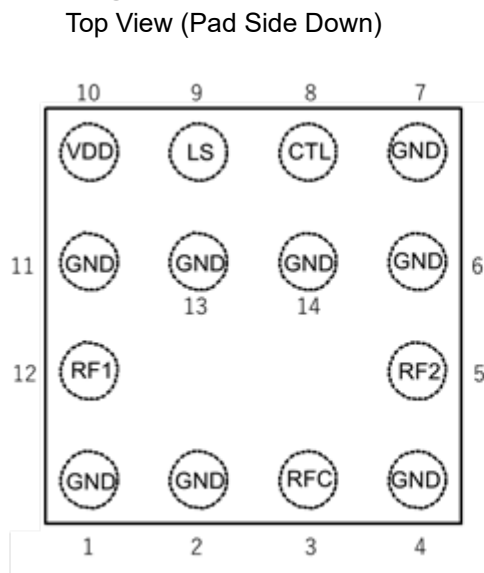 Top View (Pad Side Down)
10 9 8 7
VDD LS CTL GND
11 GND GND GND GND 6
13 14
12 RF1 RF2 5
GND GND RFC GND
1 2 3 4